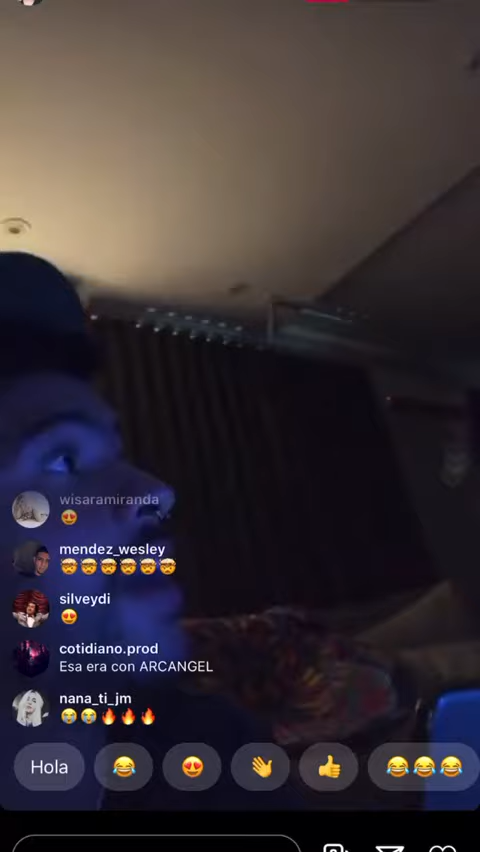 wisaramiranda
😍
mendez_wesley
🤯🤯🤯🤯🤯🤯
silveydi
😍
cotidiano.prod
Esa era con ARCANGEL
nana_ti_jm
😭😭🔥🔥🔥
Hola 😂 😍 👋 👍 😂😂😂